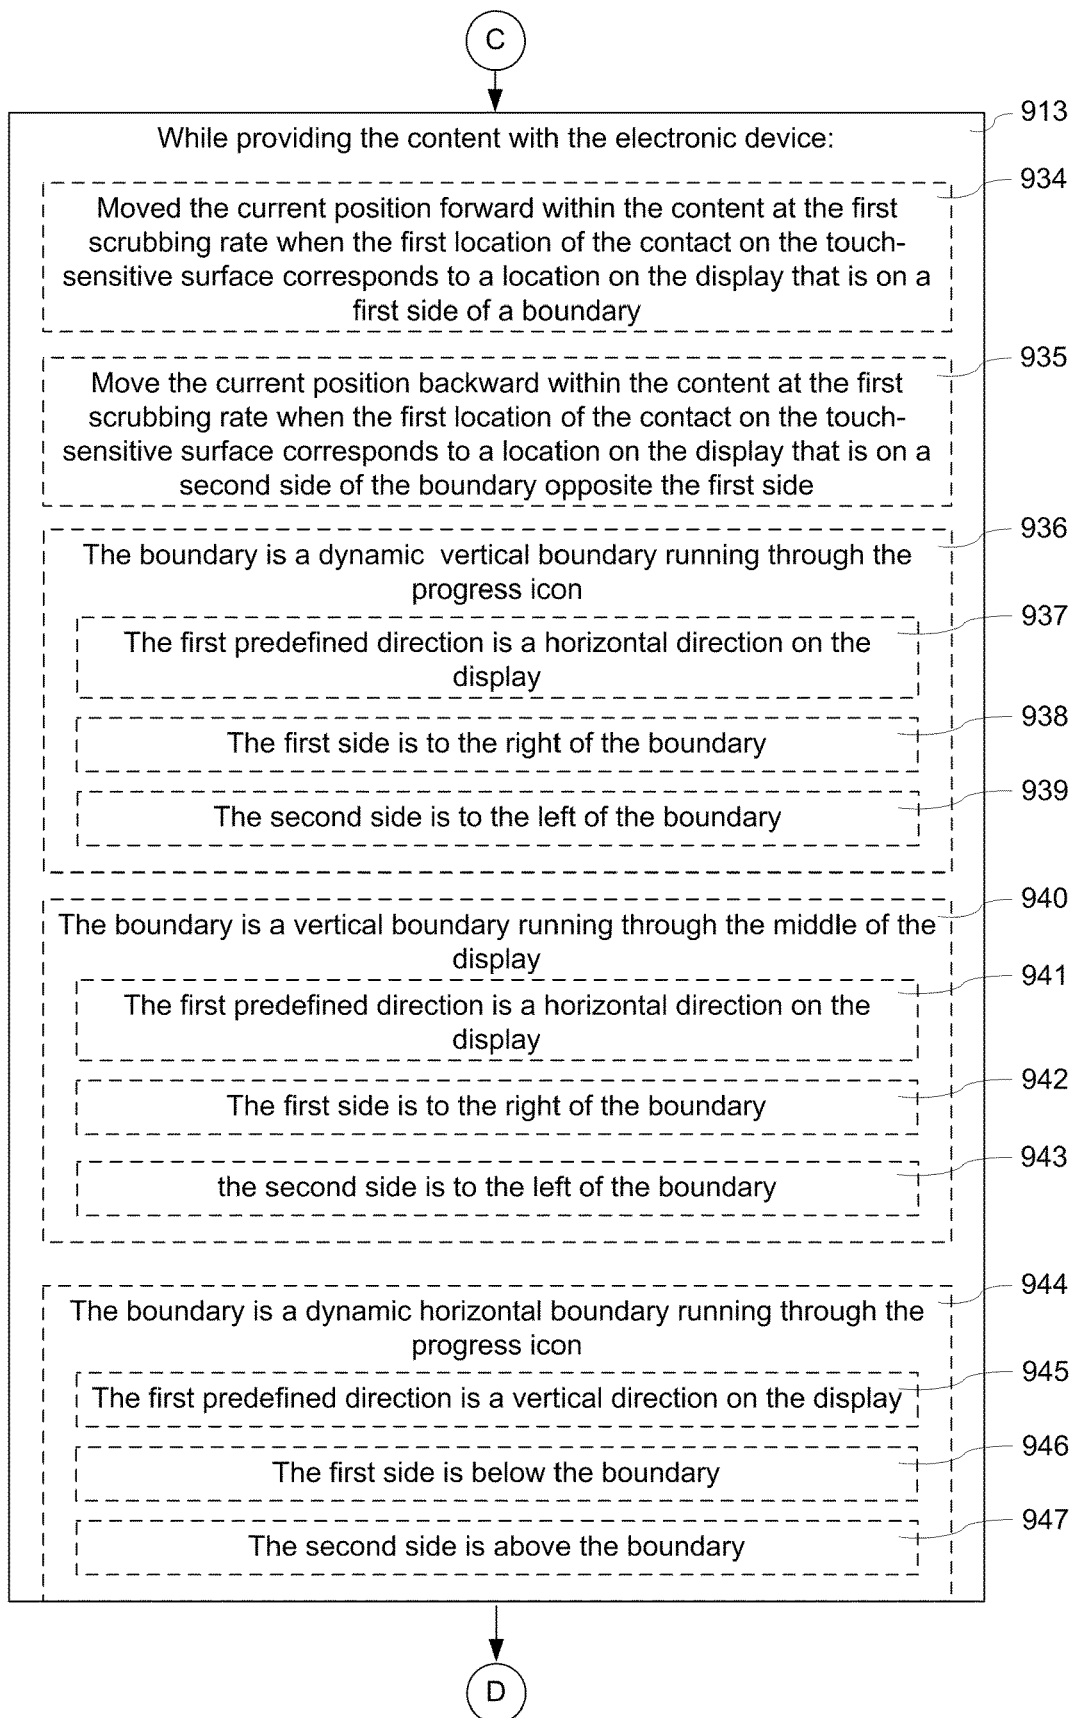 C
913
While providing the content with the electronic device:
934
Moved the current position forward within the content at the first
scrubbing rate when the first location of the contact on the touch-
sensitive surface corresponds to a location on the display that is on a
first side of a boundary
935
Move the current position backward within the content at the first
scrubbing rate when the first location of the contact on the touch-
sensitive surface corresponds to a location on the display that is on a
second side of the boundary opposite the first side
936
The boundary is a dynamic  vertical boundary running through the
progress icon
937
The first predefined direction is a horizontal direction on the
display
938
The first side is to the right of the boundary
939
The second side is to the left of the boundary
940
The boundary is a vertical boundary running through the middle of the
display
941
The first predefined direction is a horizontal direction on the
display
942
The first side is to the right of the boundary
943
the second side is to the left of the boundary
944
The boundary is a dynamic horizontal boundary running through the
progress icon
945
The first predefined direction is a vertical direction on the display
946
The first side is below the boundary
947
The second side is above the boundary
D